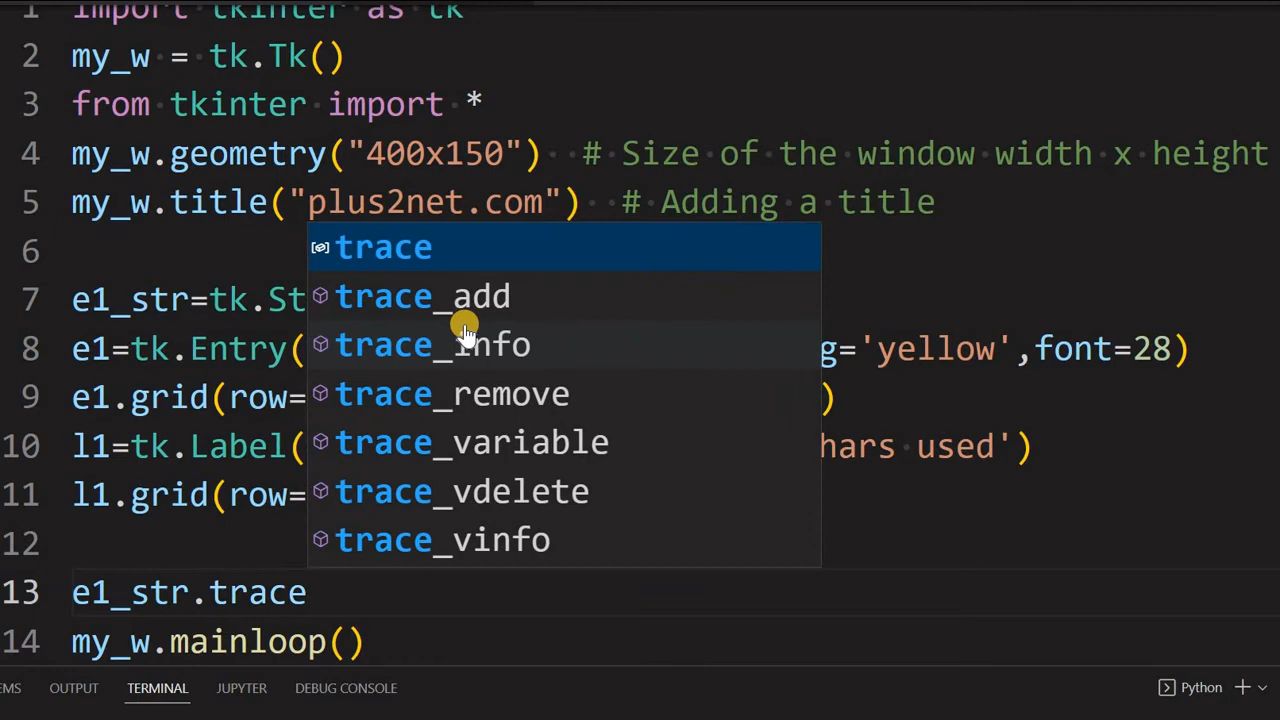 1 import tkinter as tk
2 my_w = tk.Tk()
3 from tkinter import *
4 my_w.geometry("400x150")  # Size of the window width x height
5 my_w.title("plus2net.com")  # Adding a title
6
trace
7 e1_str=tk.St
trace_add
8 e1=tk.Entry( g='yellow',font=28)
trace_info
9 e1.grid(row= )
trace_remove
10 l1=tk.Label( hars used')
trace_variable
11 l1.grid(row=
trace_vdelete
12
trace_vinfo
13 e1_str.trace
14 my_w.mainloop()
EMS OUTPUT TERMINAL JUPYTER DEBUG CONSOLE Python